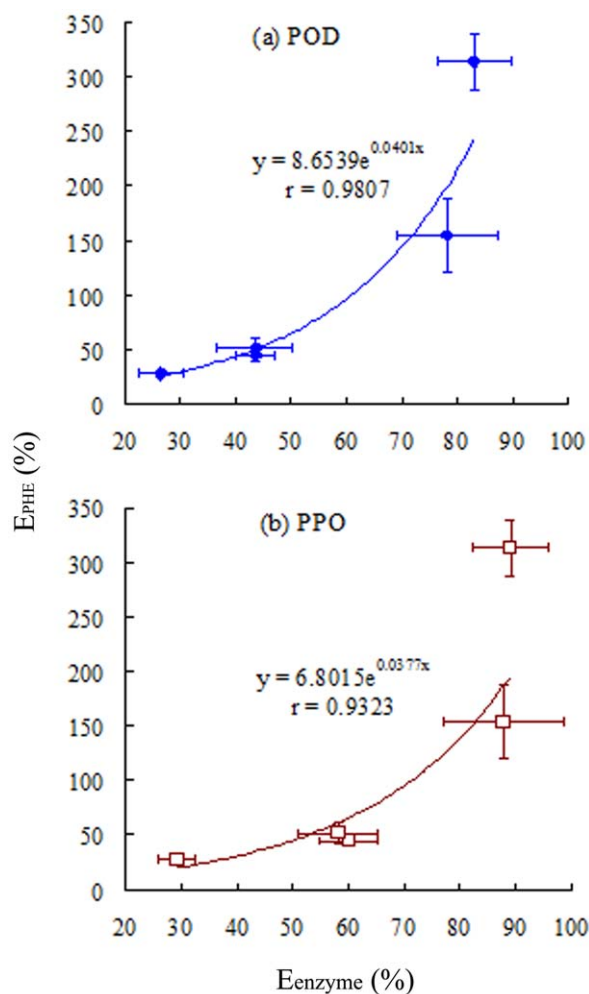 350
(a) POD
300
250
y = 8.6539e^0.0401x
r = 0.9807
200
150
100
50
0
20 30 40 50 60 70 80 90 100
EPHE (%)
350
(b) PPO
300
250
200
y = 6.8015e^0.0377x
r = 0.9323
150
100
50
0
20 30 40 50 60 70 80 90 100
Eenzyme (%)